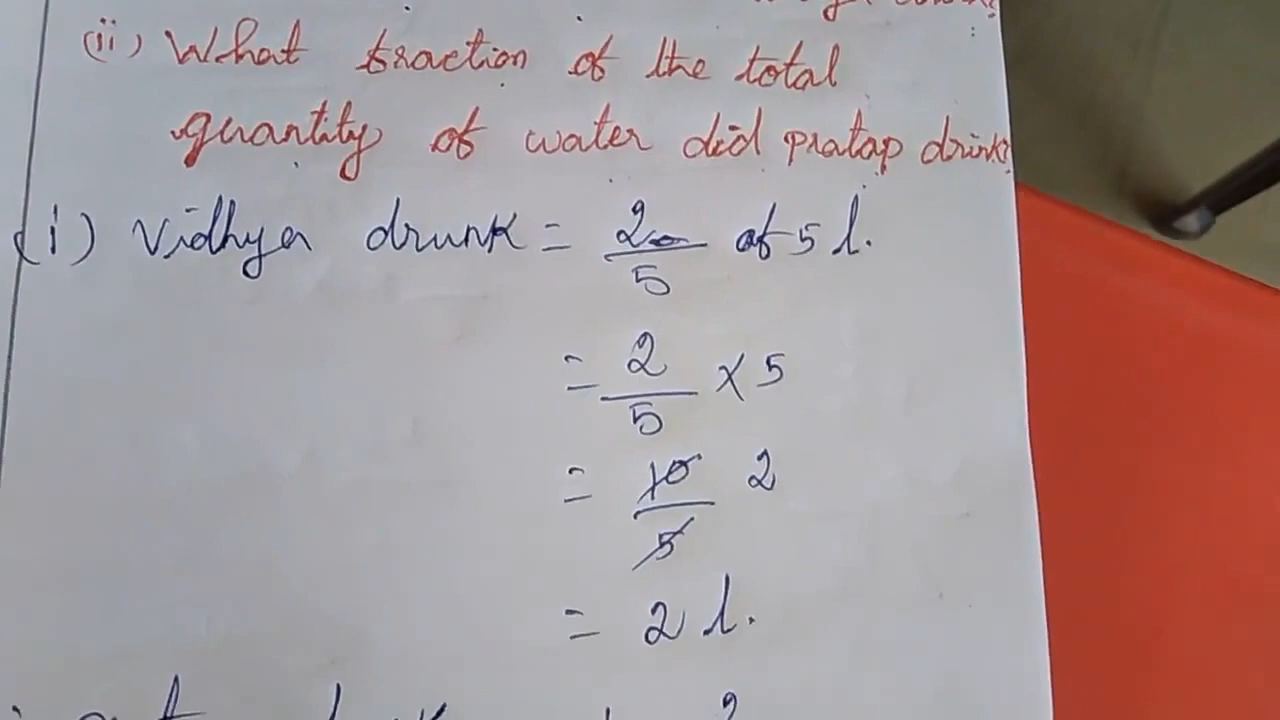 (ii) What fraction of the total
quantity of water did pratap drink?
(i) Vidhya drunk = 2/5 of 5 l.
= 2/5 × 5
= 10/5 2
= 2 l.